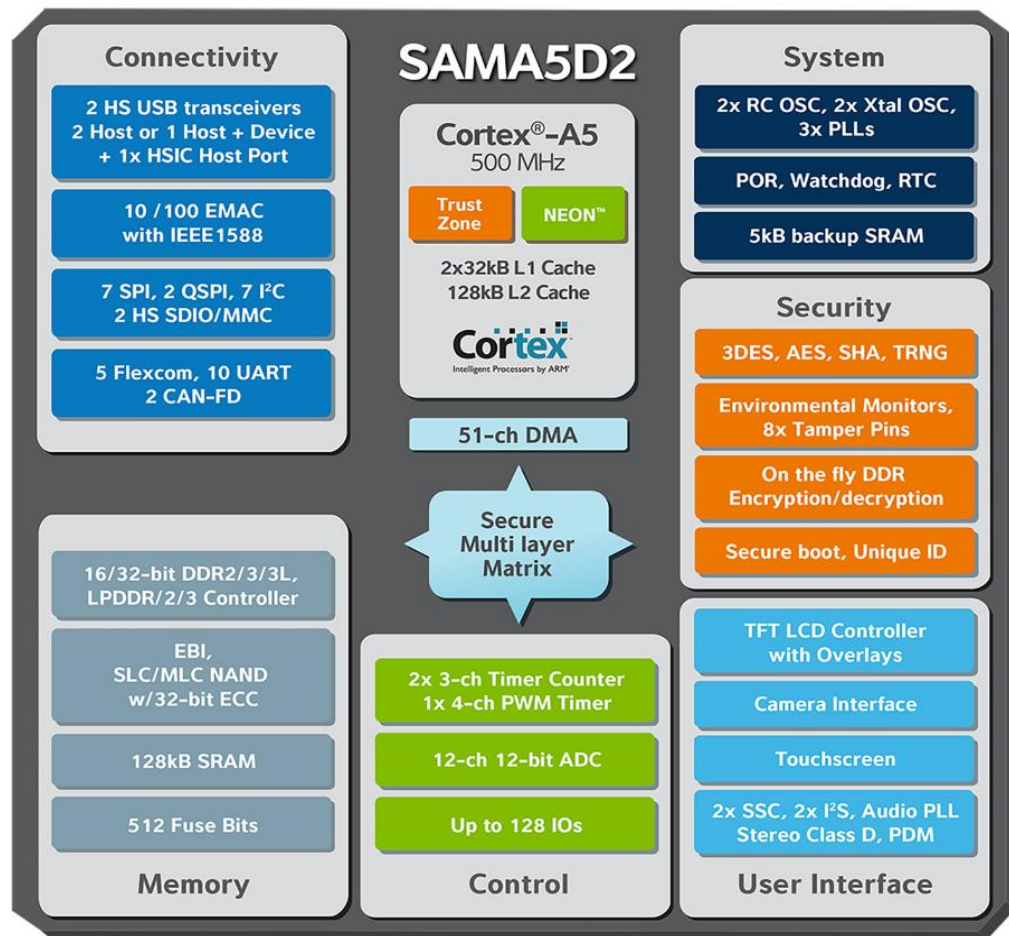 Connectivity
2 HS USB transceivers
2 Host or 1 Host + Device
+ 1x HSIC Host Port
10 /100 EMAC
with IEEE1588
7 SPI, 2 QSPI, 7 I²C
2 HS SDIO/MMC
5 Flexcom, 10 UART
2 CAN-FD
SAMA5D2
Cortex®-A5
500 MHz
Trust
Zone
NEON™
2x32kB L1 Cache
128kB L2 Cache
Cortex
Intelligent Processors by ARM®
51-ch DMA
Secure
Multi layer
Matrix
System
2x RC OSC, 2x Xtal OSC,
3x PLLs
POR, Watchdog, RTC
5kB backup SRAM
Security
3DES, AES, SHA, TRNG
Environmental Monitors,
8x Tamper Pins
On the fly DDR
Encryption/decryption
Secure boot, Unique ID
16/32-bit DDR2/3/3L,
LPDDR/2/3 Controller
EBI,
SLC/MLC NAND
w/32-bit ECC
128kB SRAM
512 Fuse Bits
Memory
2x 3-ch Timer Counter
1x 4-ch PWM Timer
12-ch 12-bit ADC
Up to 128 IOs
Control
TFT LCD Controller
with Overlays
Camera Interface
Touchscreen
2x SSC, 2x I²S, Audio PLL
Stereo Class D, PDM
User Interface